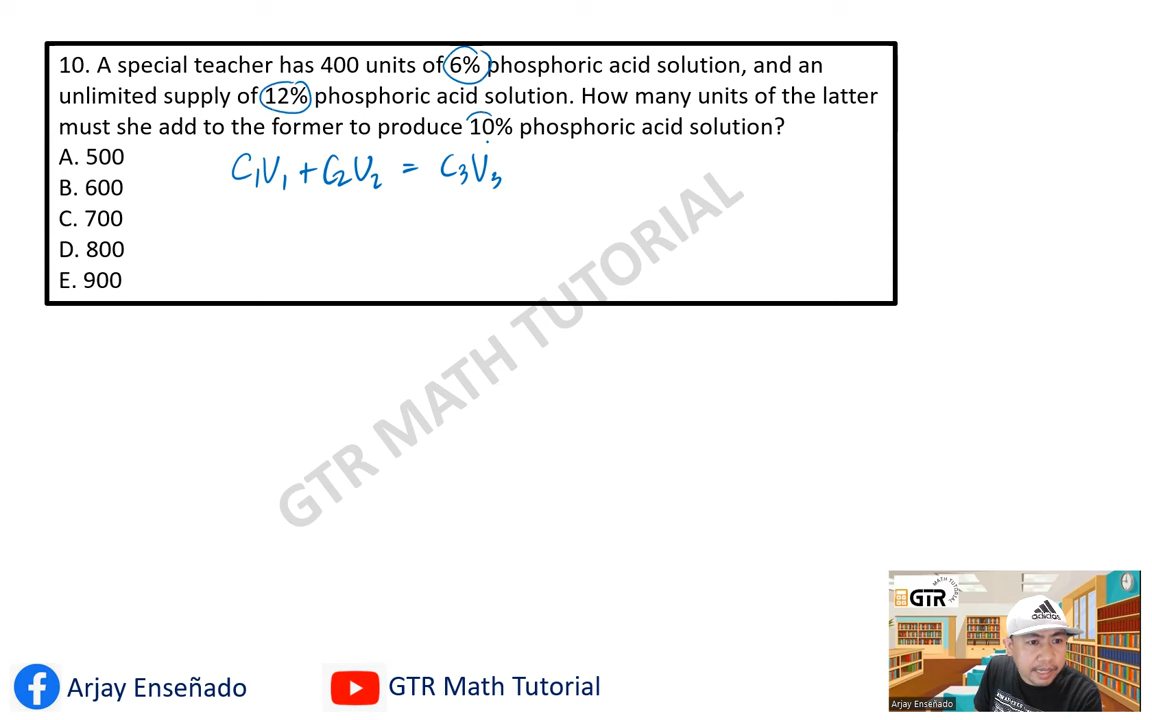 10. A special teacher has 400 units of 6% phosphoric acid solution, and an
unlimited supply of 12% phosphoric acid solution. How many units of the latter
must she add to the former to produce 10% phosphoric acid solution?
A. 500
B. 600
C. 700
D. 800
E. 900
C₁V₁ + C₂V₂ = C₃V₃
GTR MATH TUTORIAL
MATH TUTORIAL
GTR
adidas
Arjay Enseñado
Arjay Enseñado
GTR Math Tutorial